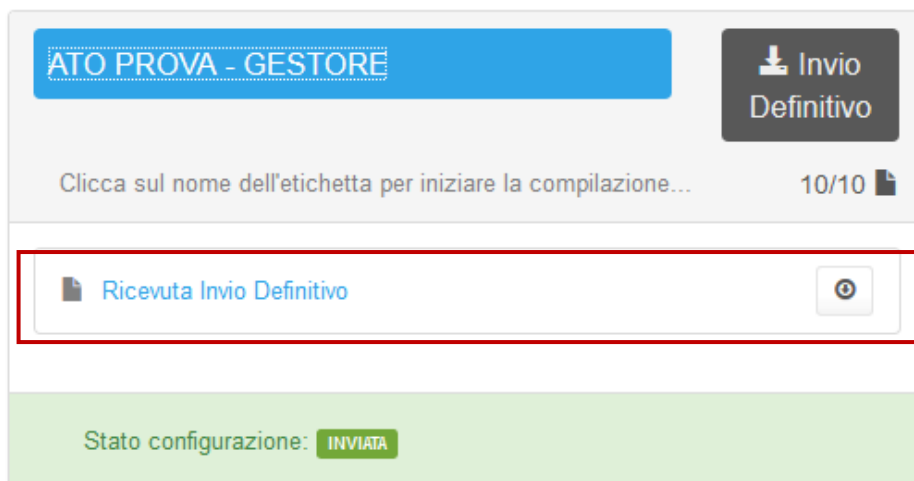 ATO PROVA - GESTORE
Invio
Definitivo
Clicca sul nome dell'etichetta per iniziare la compilazione...
10/10
Ricevuta Invio Definitivo
Stato configurazione: INVIATA